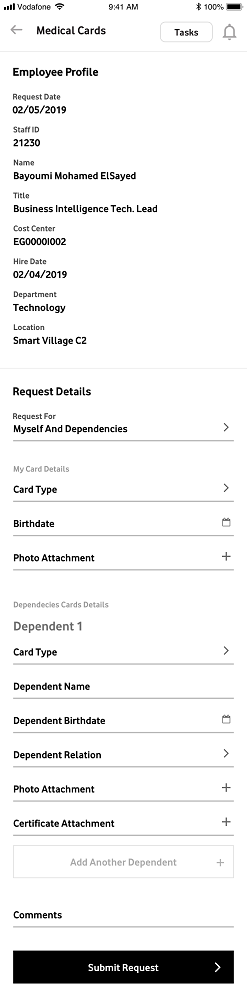 Vodafone 9:41 AM 100%
Medical Cards Tasks
Employee Profile
Request Date
02/05/2019
Staff ID
21230
Name
Bayoumi Mohamed ElSayed
Title
Business Intelligence Tech. Lead
Cost Center
EG0000I002
Hire Date
02/04/2019
Department
Technology
Location
Smart Village C2
Request Details
Request For
Myself And Dependencies
My Card Details
Card Type
Birthdate
Photo Attachment
Dependecies Cards Details
Dependent 1
Card Type
Dependent Name
Dependent Birthdate
Dependent Relation
Photo Attachment
Certificate Attachment
Add Another Dependent
Comments
Submit Request